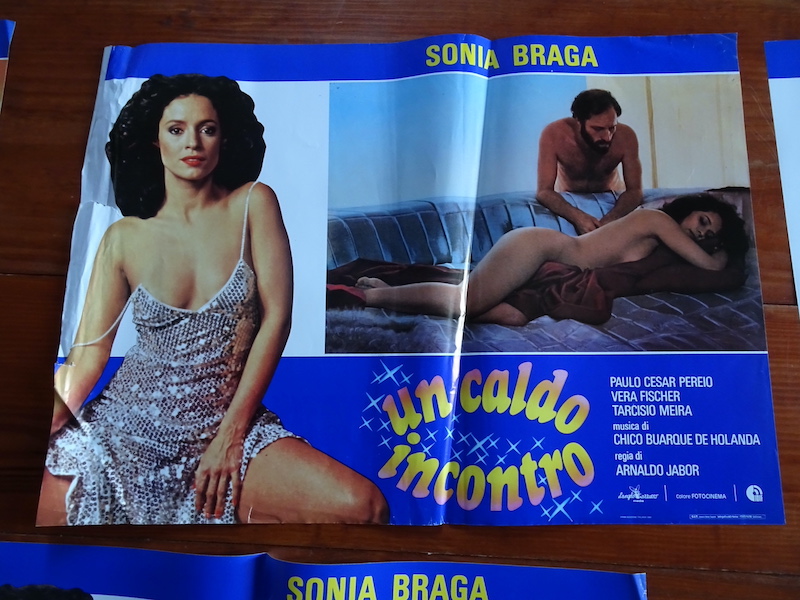 SONIA BRAGA
un caldo
incontro
PAULO CESAR PEREIO
VERA FISCHER
TARCISIO MEIRA
musica di
CHICO BUARQUE DE HOLANDA
regia di
ARNALDO JABOR
colore FOTOCINEMA
SONIA BRAGA